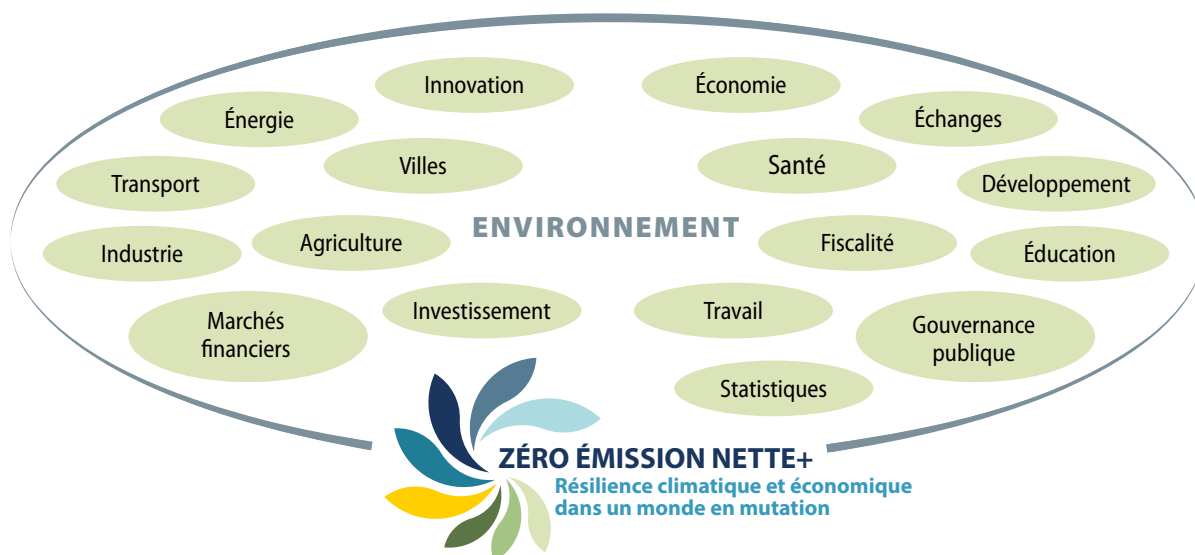 Innovation
Économie
Énergie
Échanges
Villes
Santé
Transport
Développement
ENVIRONNEMENT
Agriculture
Fiscalité
Industrie
Éducation
Investissement
Travail
Marchés
financiers
Gouvernance
publique
Statistiques
ZÉRO ÉMISSION NETTE+
Résilience climatique et économique
dans un monde en mutation